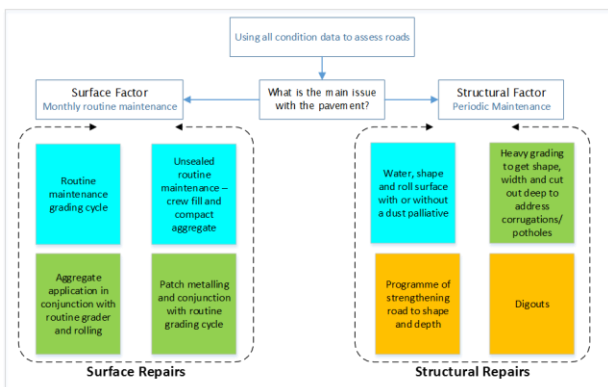 Using all condition data to assess roads
Surface Factor
Monthly routine maintenance
What is the main issue
with the pavement?
Structural Factor
Periodic Maintenance
Routine
maintenance
grading cycle
Unsealed
routine
maintenance –
crew fill and
compact
aggregate
Water, shape
and roll surface
with or without
a dust palliative
Heavy grading
to get shape,
width and cut
out deep to
address
corrugations/
potholes
Aggregate
application in
conjunction with
routine grader
and rolling
Patch metalling
and conjunction
with routine
grading cycle
Programme of
strengthening
road to shape
and depth
Digouts
Surface Repairs
Structural Repairs